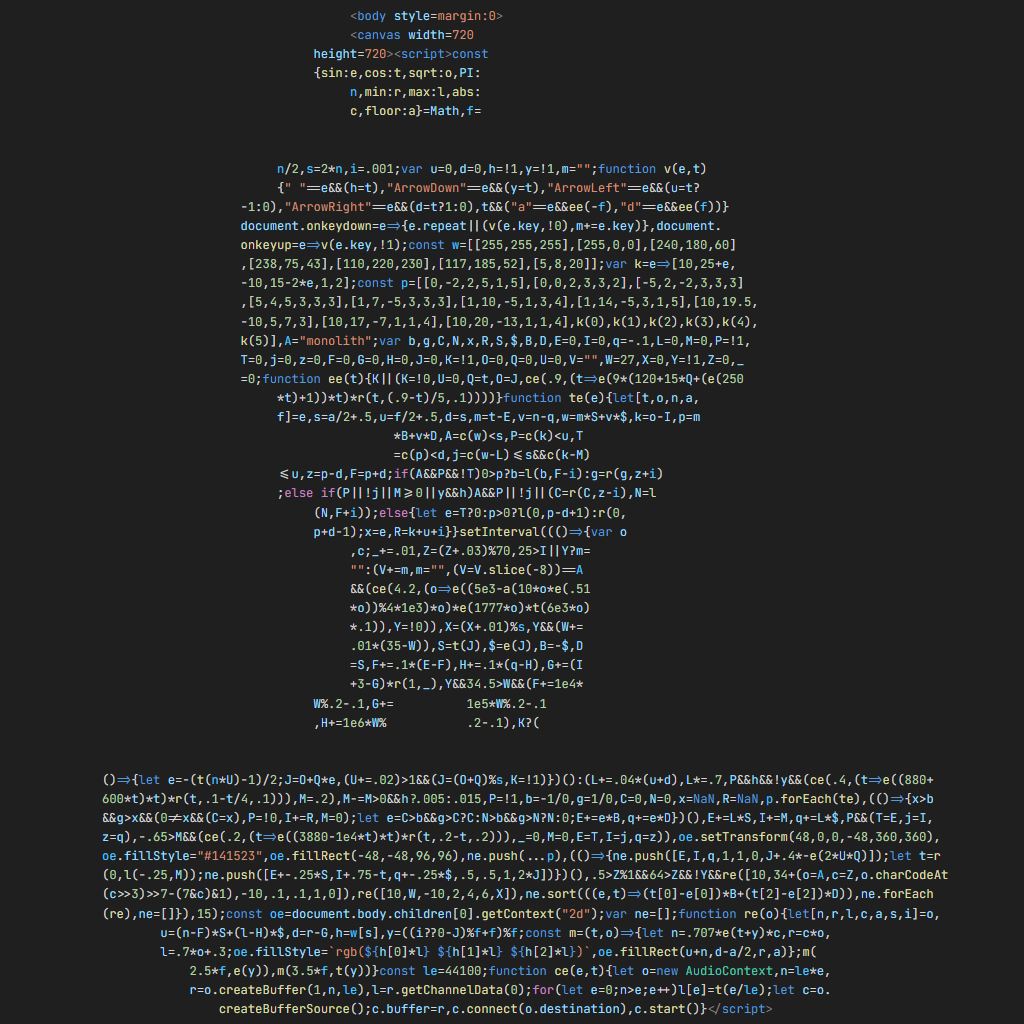 <body style=margin:0>
<canvas width=720
height=720><script>const
{sin:e,cos:t,sqrt:o,PI:
n,min:r,max:l,abs:
c,floor:a}=Math,f=
n/2,s=2*n,i=.001;var u=0,d=0,h=!1,y=!1,m="";function v(e,t)
{" "==e&&(h=t),"ArrowDown"==e&&(y=t),"ArrowLeft"==e&&(u=t?
-1:0),"ArrowRight"==e&&(d=t?1:0),t&&("a"==e&&ee(-f),"d"==e&&ee(f))}
document.onkeydown=e=>{e.repeat||(v(e.key,!0),m+=e.key)},document.
onkeyup=e=>v(e.key,!1);const w=[[255,255,255],[255,0,0],[240,180,60]
,[238,75,43],[110,220,230],[117,185,52],[5,8,20]];var k=e=>[10,25+e,
-10,15-2*e,1,2];const p=[[0,-2,2,5,1,5],[0,0,2,3,3,2],[-5,2,-2,3,3,3]
,[5,4,5,3,3,3],[1,7,-5,3,3,3],[1,10,-5,1,3,4],[1,14,-5,3,1,5],[10,19.5,
-10,5,7,3],[10,17,-7,1,1,4],[10,20,-13,1,1,4],k(0),k(1),k(2),k(3),k(4),
k(5)],A="monolith";var b,g,C,N,x,R,S,$,B,D,E=0,I=0,q=-.1,L=0,M=0,P=!1,
T=0,j=0,z=0,F=0,G=0,H=0,J=0,K=!1,O=0,Q=0,U=0,V="",W=27,X=0,Y=!1,Z=0,_
=0;function ee(t){K||(K=!0,U=0,Q=t,O=J,ce(.9,(t=>e(9*(120+15*Q+(e(250
*t)+1))*t)*r(t,(.9-t)/5,.1))))}function te(e){let[t,o,n,a,
f]=e,s=a/2+.5,u=f/2+.5,d=s,m=t-E,v=n-q,w=m*S+v*$,k=o-I,p=m
*B+v*D,A=c(w)<s,P=c(k)<u,T
=c(p)<d,j=c(w-L)<=s&&c(k-M)
<=u,z=p-d,F=p+d;if(A&&P&&!T)0>p?b=l(b,F-i):g=r(g,z+i)
;else if(P||!j||M>=0||y&&h)A&&P||!j||(C=r(C,z-i),N=l
(N,F+i));else{let e=T?0:p>0?l(0,p-d+1):r(0,
p+d-1);x=e,R=k+u+i}}setInterval((()=>{var o
,c;_+=.01,Z=(Z+.03)%70,25>I||Y?m=
"":(V+=m,m="",(V=V.slice(-8))==A
&&(ce(4.2,(o=>e((5e3-a(10*o*e(.51
*o))%4*1e3)*o)*e(1777*o)*t(6e3*o)
*.1)),Y=!0)),X=(X+.01)%s,Y&&(W+=
.01*(35-W)),S=t(J),$=e(J),B=-$,D
=S,F+=.1*(E-F),H+=.1*(q-H),G+=(I
+3-G)*r(1,_),Y&&34.5>W&&(F+=1e4*
W%.2-.1,G+= 1e5*W%.2-.1
,H+=1e6*W% .2-.1),K?(
()=>{let e=-(t(n*U)-1)/2;J=O+Q*e,(U+=.02)>1&&(J=(O+Q)%s,K=!1)})():(L+=.04*(u+d),L*=.7,P&&h&&!y&&(ce(.4,(t=>e((880+
600*t)*t)*r(t,.1-t/4,.1))),M=.2),M-=M>0&&h?.005:.015,P=!1,b=-1/0,g=1/0,C=0,N=0,x=NaN,R=NaN,p.forEach(te),(()=>{x>b
&&g>x&&(0!=x&&(C=x),P=!0,I+=R,M=0);let e=C>b&&g>C?C:N>b&&g>N?N:0;E+=e*B,q+=e*D})(),E+=L*S,I+=M,q+=L*$,P&&(T=E,j=I,
z=q),-.65>M&&(ce(.2,(t=>e((3880-1e4*t)*t)*r(t,.2-t,.2))),_=0,M=0,E=T,I=j,q=z)),oe.setTransform(48,0,0,-48,360,360),
oe.fillStyle="#141523",oe.fillRect(-48,-48,96,96),ne.push(...p),(()=>{ne.push([E,I,q,1,1,0,J+.4*-e(2*U*Q)]);let t=r
(0,l(-.25,M));ne.push([E+-.25*S,I+.75-t,q+-.25*$,.5,.5,1,2*J])})(),.5>Z%1&&64>Z&&!Y&&re([10,34+(o=A,c=Z,o.charCodeAt
(c>>3)>>7-(7&c)&1),-10,.1,.1,1,0]),re([10,W,-10,2,4,6,X]),ne.sort(((e,t)=>(t[0]-e[0])*B+(t[2]-e[2])*D)),ne.forEach
(re),ne=[]}),15);const oe=document.body.children[0].getContext("2d");var ne=[];function re(o){let[n,r,l,c,a,s,i]=o,
u=(n-F)*S+(l-H)*$,d=r-G,h=w[s],y=((i??0-J)%f+f)%f;const m=(t,o)=>{let n=.707*e(t+y)*c,r=c*o,
l=.7*o+.3;oe.fillStyle=`rgb(${h[0]*l} ${h[1]*l} ${h[2]*l})`,oe.fillRect(u+n,d-a/2,r,a)};m(
2.5*f,e(y)),m(3.5*f,t(y))}const le=44100;function ce(e,t){let o=new AudioContext,n=le*e,
r=o.createBuffer(1,n,le),l=r.getChannelData(0);for(let e=0;n>e;e++)l[e]=t(e/le);let c=o.
createBufferSource();c.buffer=r,c.connect(o.destination),c.start()}</script>